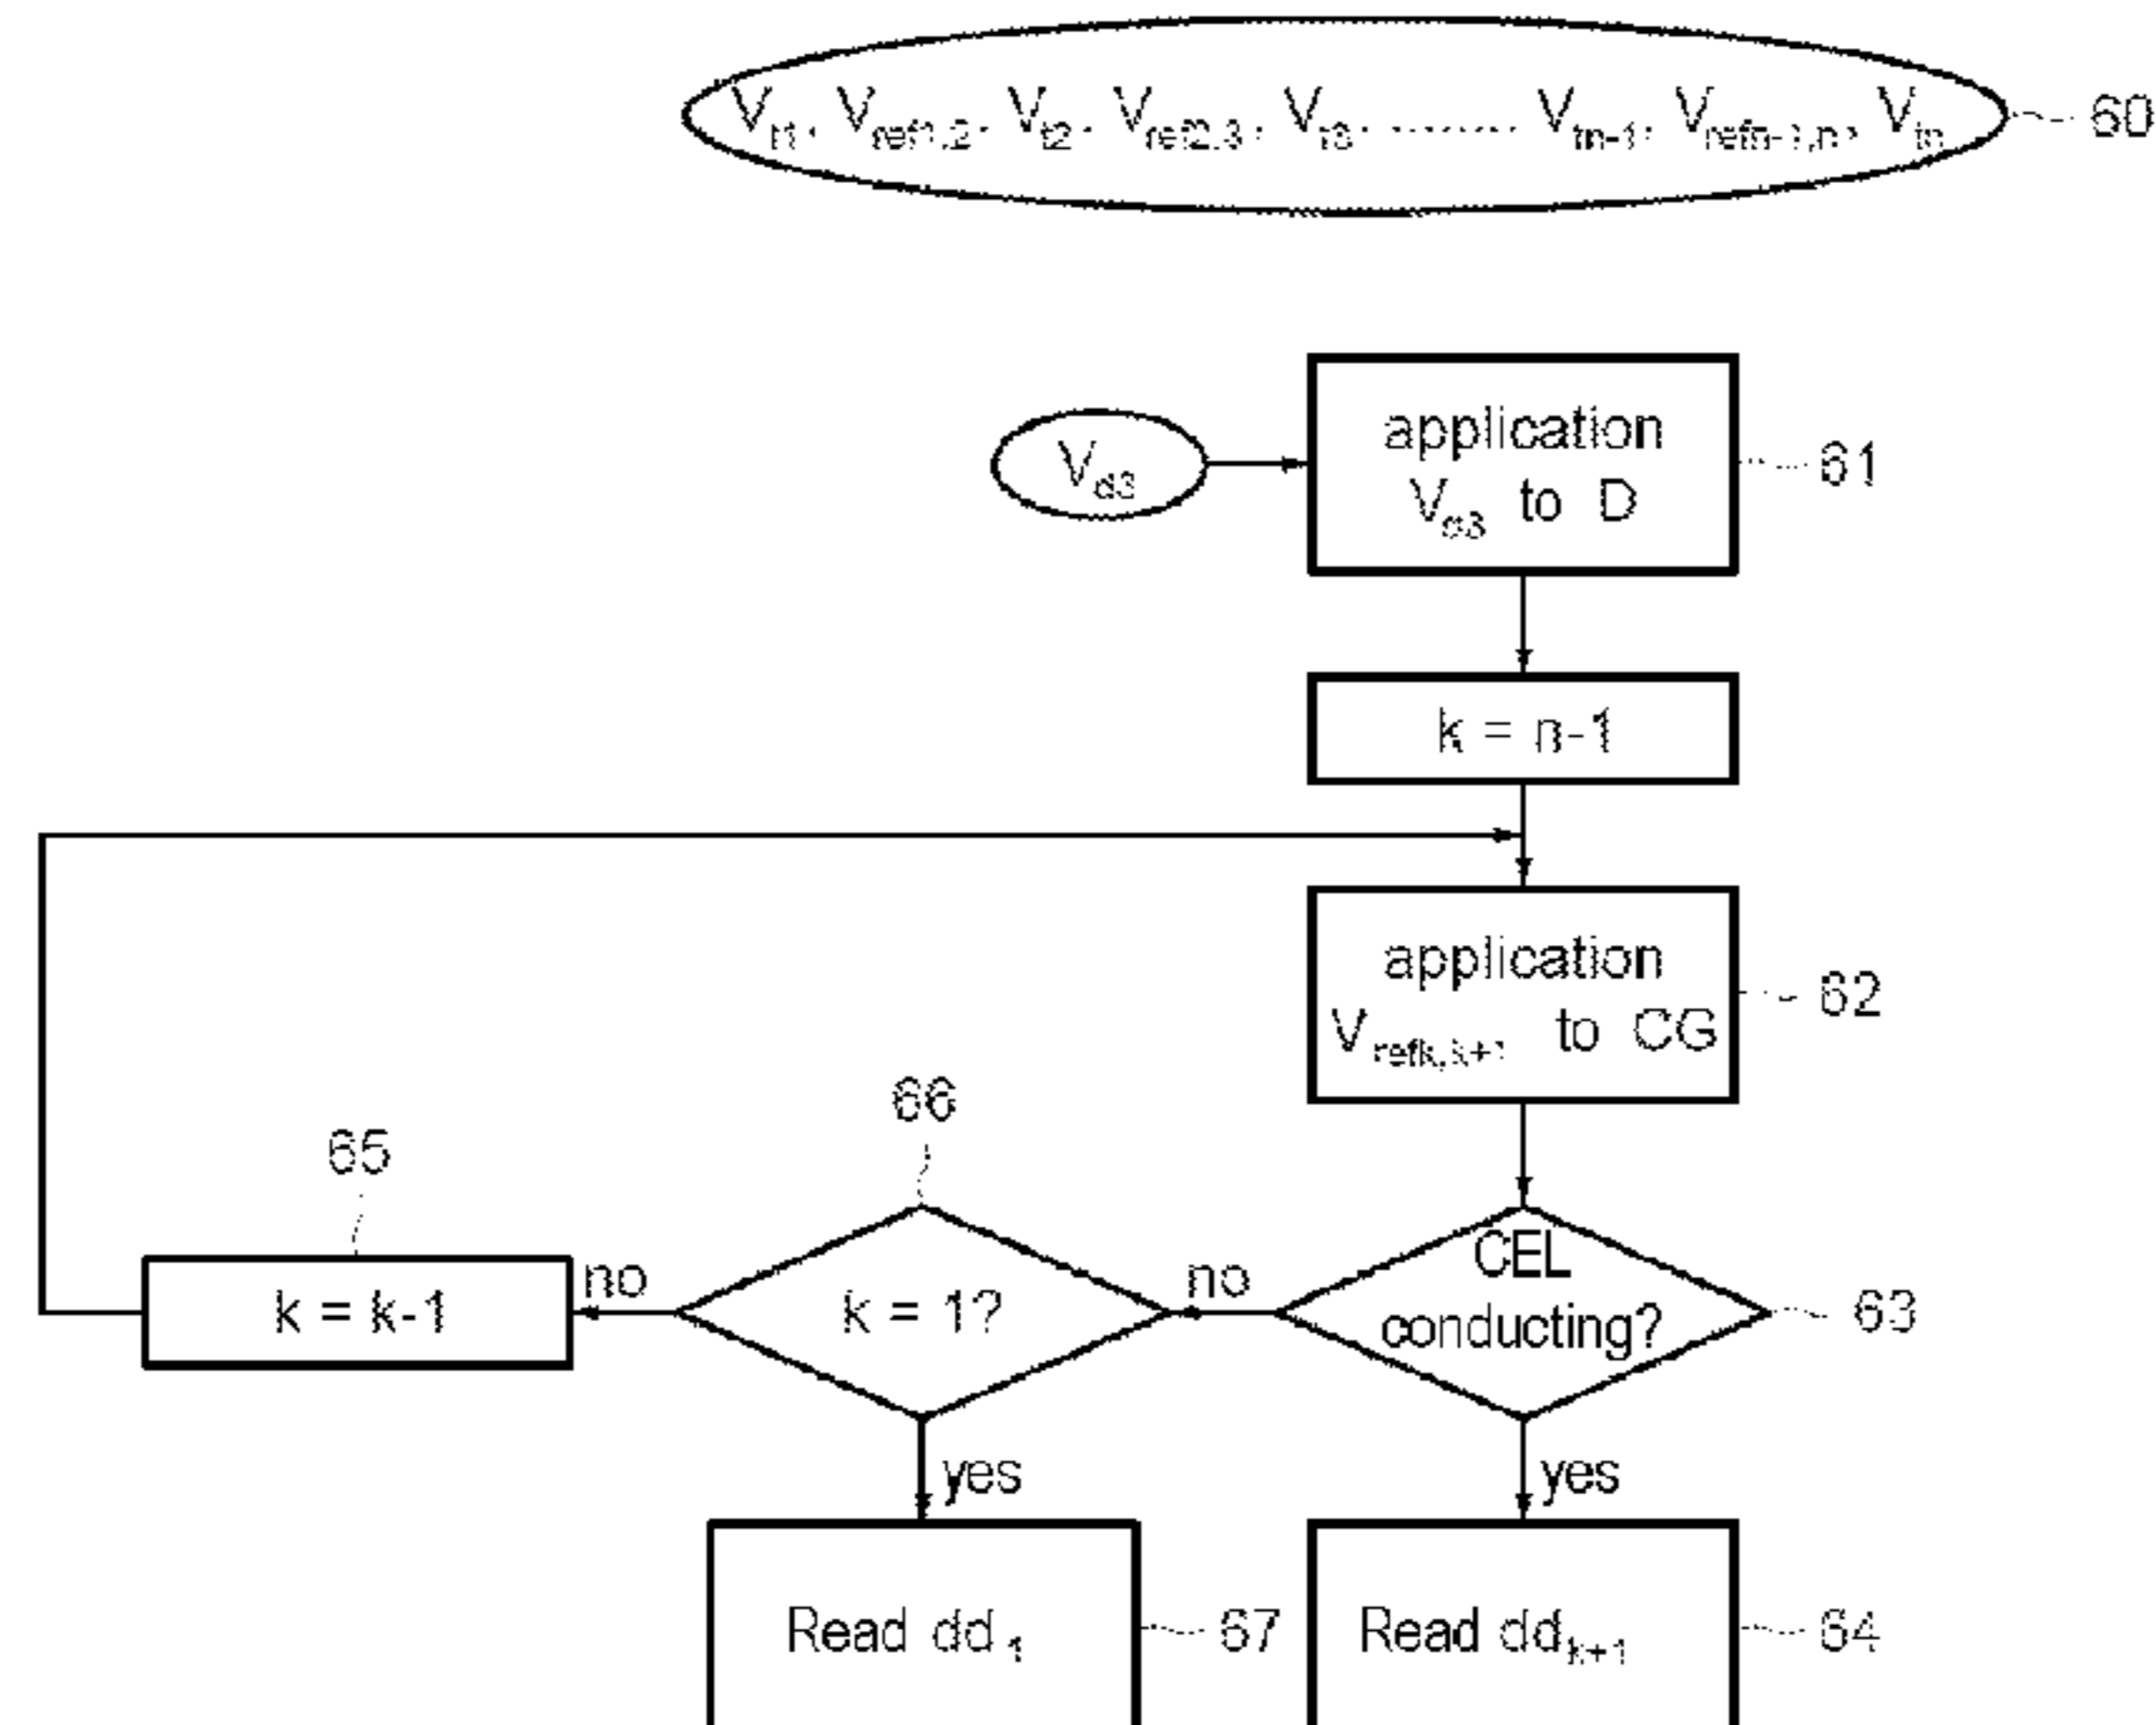 Vt1, Vref1,2, Vt2, Vref2,3, Vt3, ........ Vtn-1, Vrefn-1,n, Vtn
60
Vd3
application
Vd3 to D
61
k = n-1
application
Vrefk,k+1 to CG
62
66
65
CEL
conducting?
63
no
k = 1?
no
k = k-1
yes
yes
Read dd1
67
Read ddk+1
64